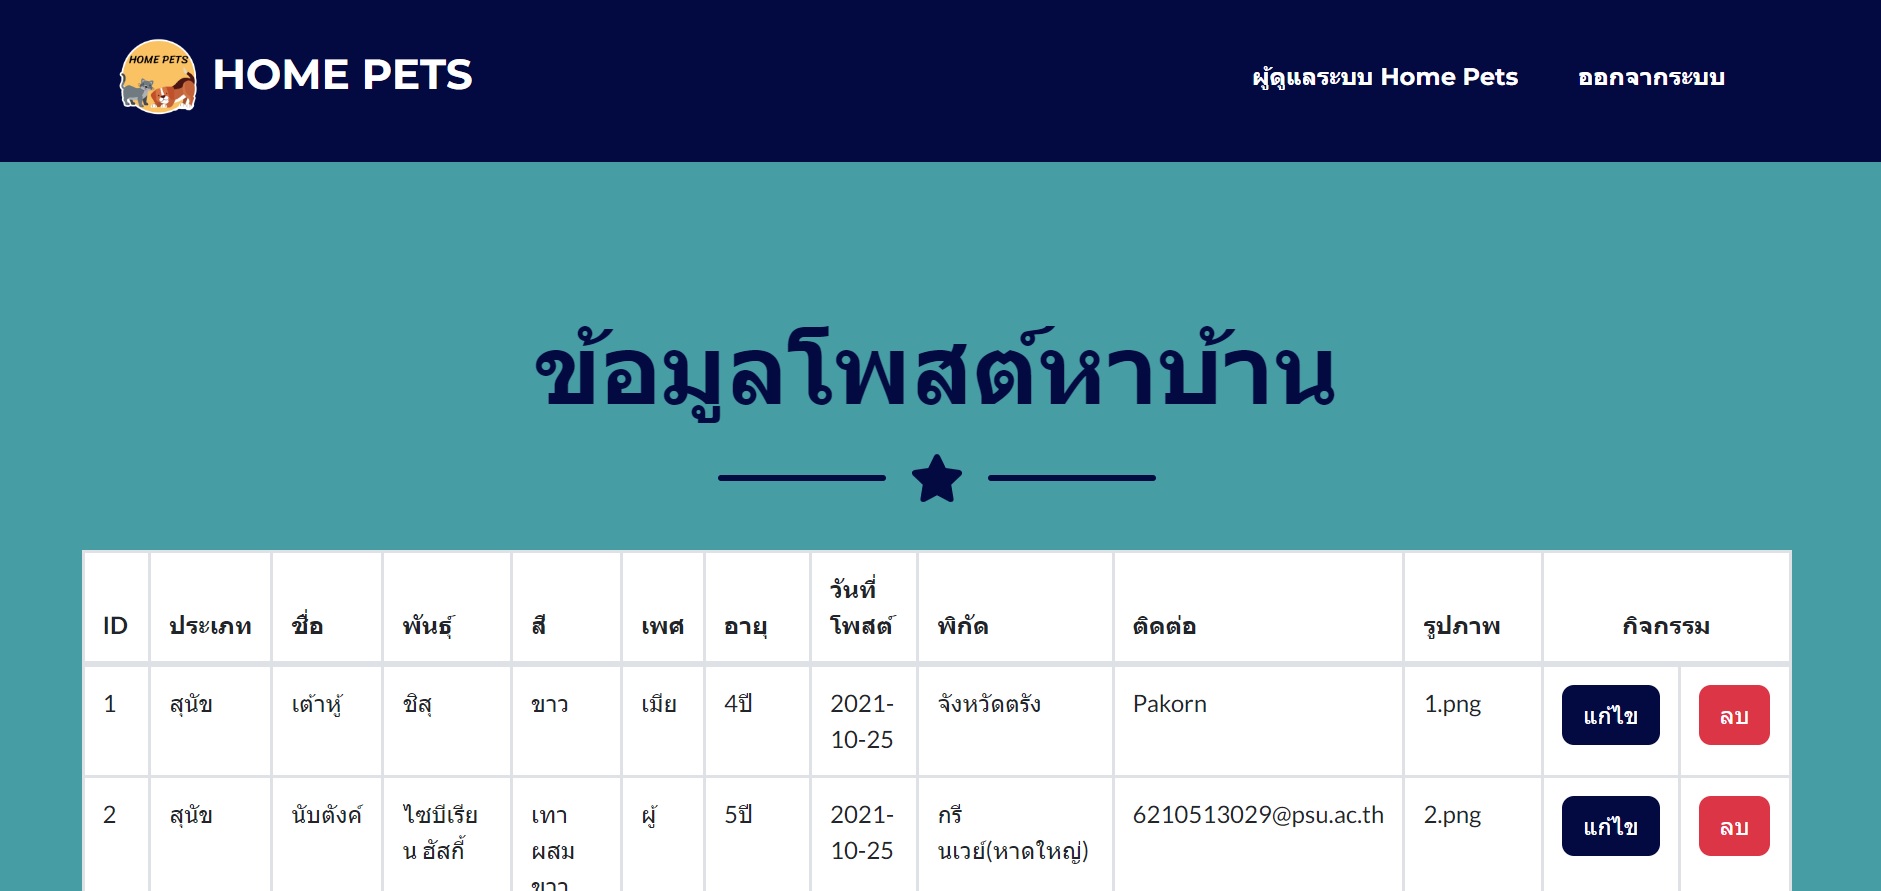 HOME PETS
HOME PETS
ผู้ดูแลระบบ Home Pets
ออกจากระบบ
ข้อมูลโพสต์หาบ้าน
ID ประเภท ชื่อ พันธุ์ สี เพศ อายุ วันที่โพสต์ พิกัด ติดต่อ รูปภาพ กิจกรรม
1 สุนัข เต้าหู้ ชิสุ ขาว เมีย 4ปี 2021-10-25 จังหวัดตรัง Pakorn 1.png แก้ไข ลบ
2 สุนัข นับตังค์ ไซบีเรียน ฮัสกี้ เทาผสมขาว ผู้ 5ปี 2021-10-25 กรีนเวย์(หาดใหญ่) 6210513029@psu.ac.th 2.png แก้ไข ลบ